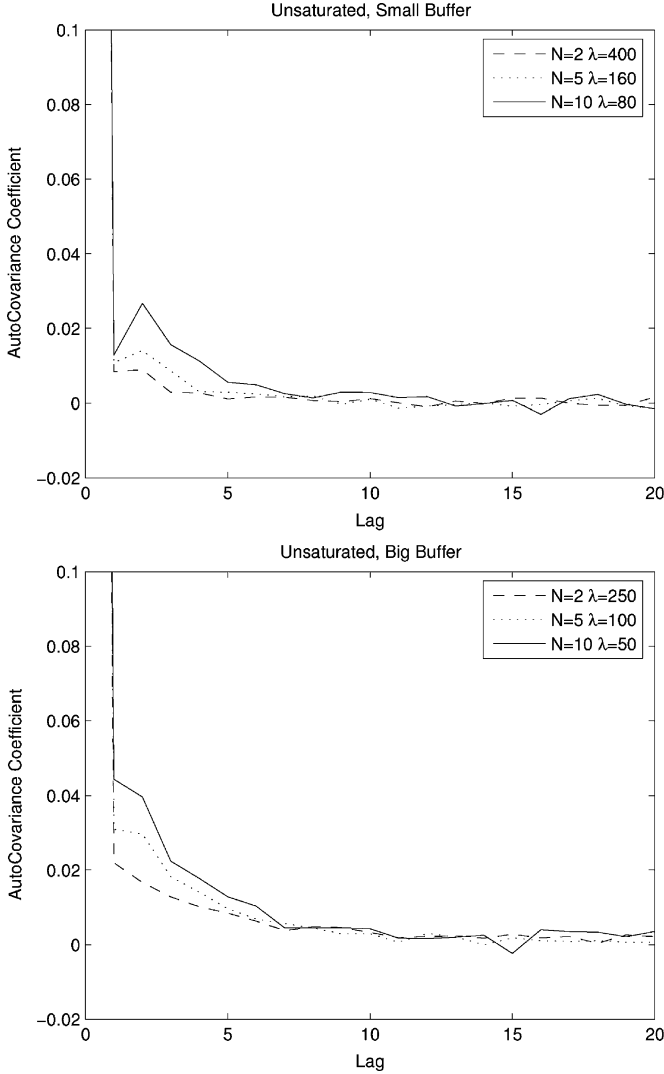 Unsaturated, Small Buffer
0.1
0.08
0.06
0.04
0.02
0
−0.02
AutoCovariance Coefficient
N=2 λ=400
N=5 λ=160
N=10 λ=80
0 5 10 15 20
Lag
Unsaturated, Big Buffer
0.1
0.08
0.06
0.04
0.02
0
−0.02
AutoCovariance Coefficient
N=2 λ=250
N=5 λ=100
N=10 λ=50
0 5 10 15 20
Lag